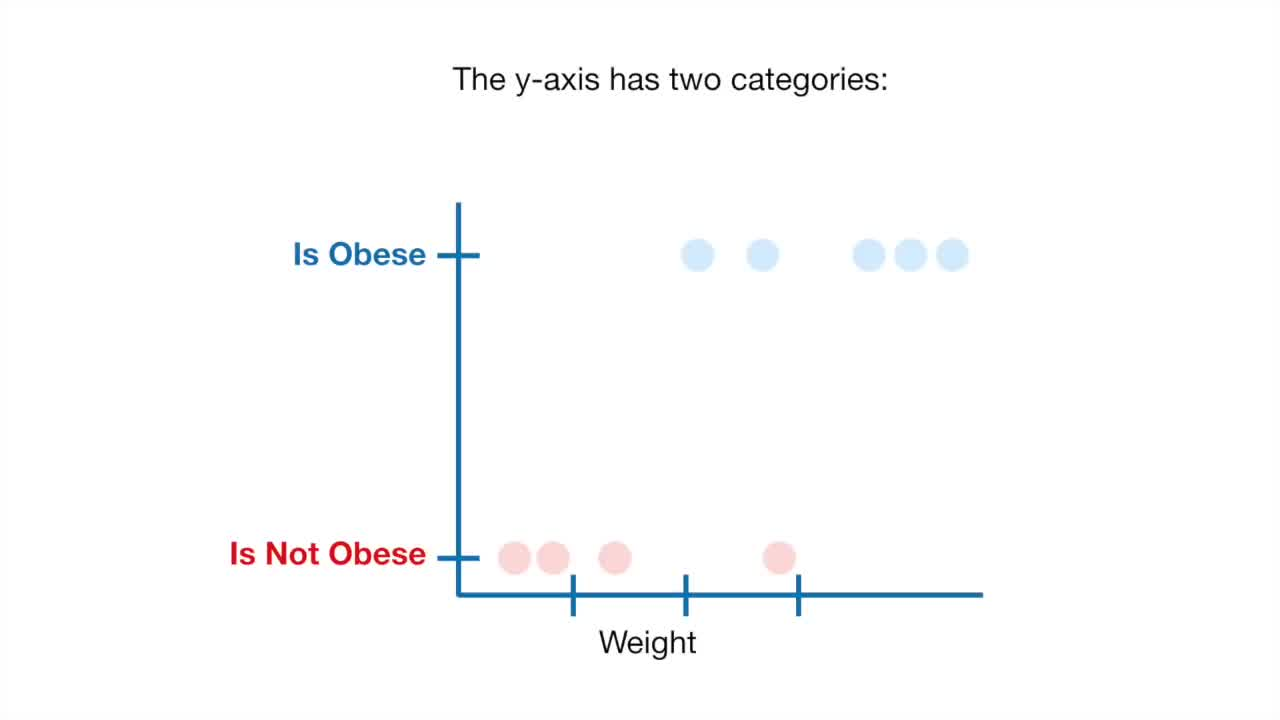 The y-axis has two categories:
Is Obese
Is Not Obese
Weight